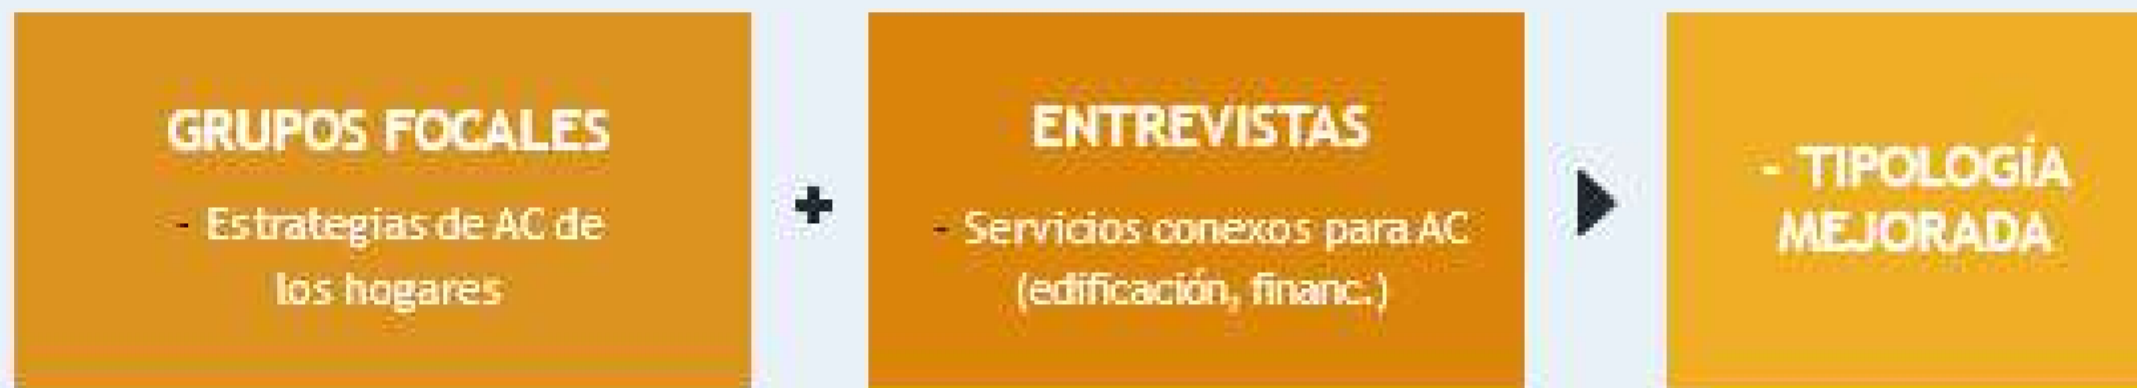 GRUPOS FOCALES
- Estrategias de AC de
los hogares
+
ENTREVISTAS
- Servicios conexos para AC
(edificación, financ.)
- TIPOLOGÍA
MEJORADA